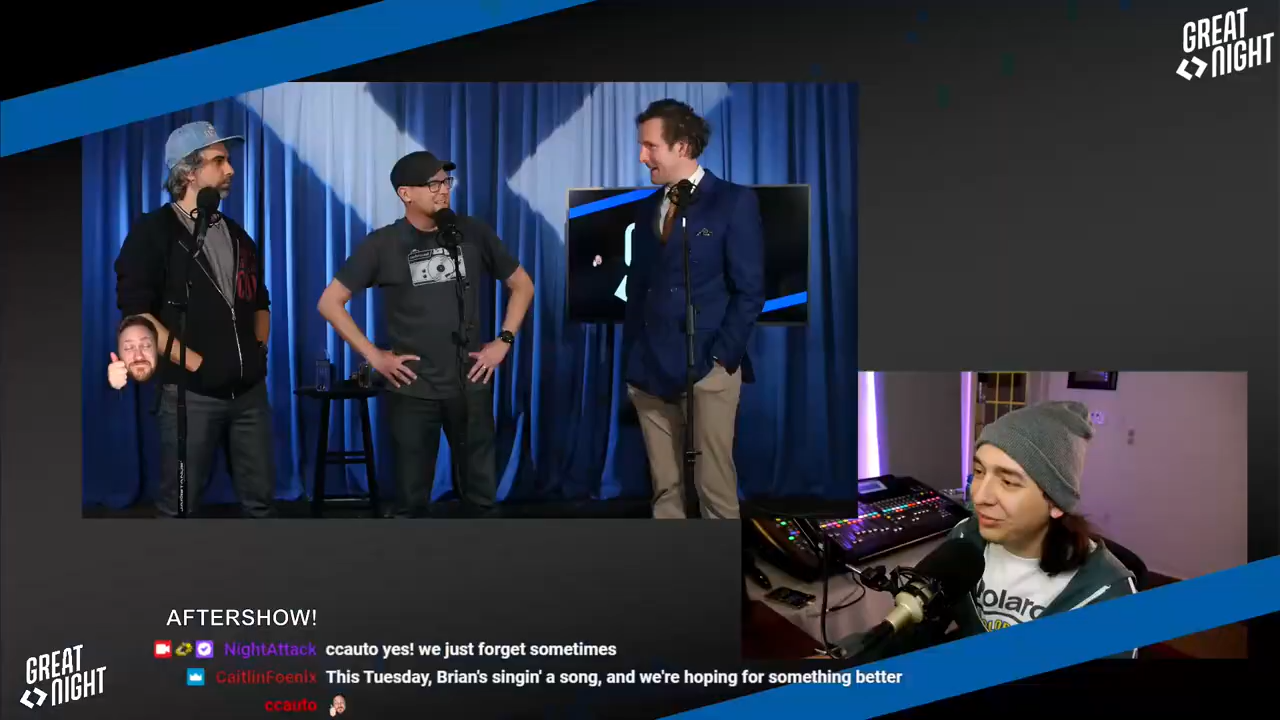 GREAT
NIGHT
AFTERSHOW!
NightAttack ccauto yes! we just forget sometimes
CaitlinFoenix This Tuesday, Brian's singin' a song, and we're hoping for something better
ccauto
GREAT
NIGHT